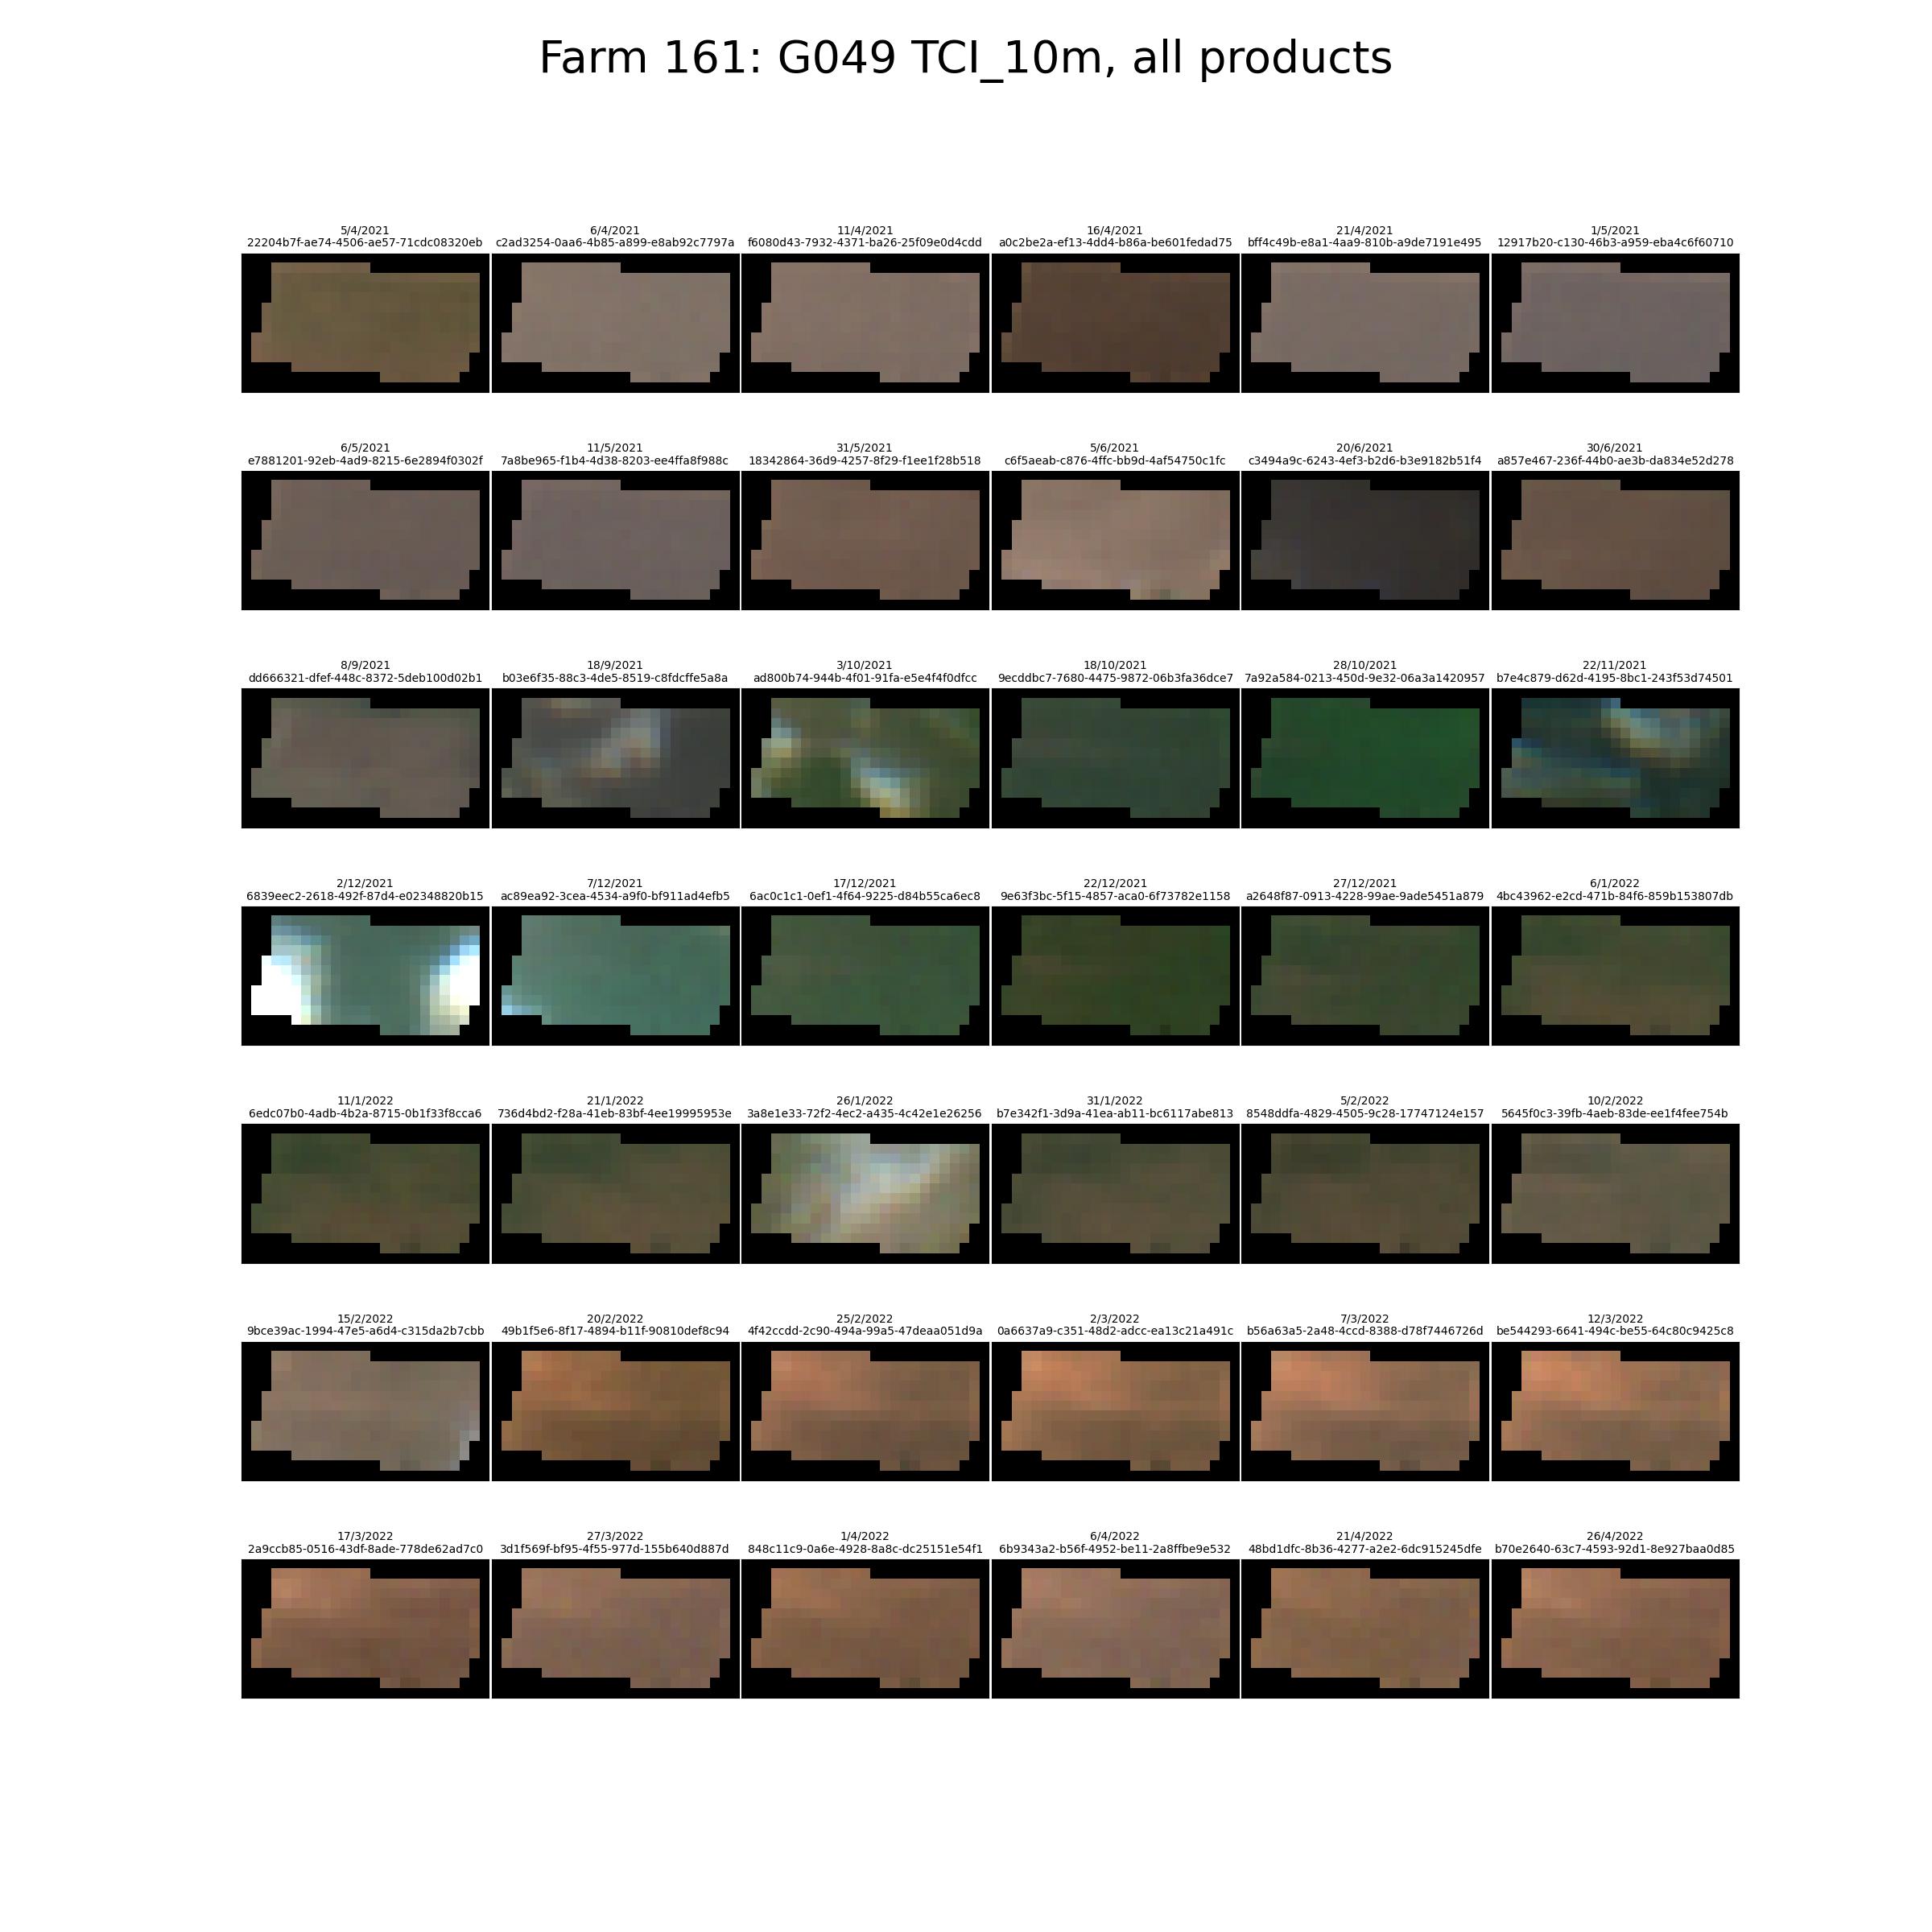 Farm 161: G049 TCI_10m, all products
5/4/2021 6/4/2021 11/4/2021 16/4/2021 21/4/2021 1/5/2021
22204b7f-ae74-4506-ae57-71cdc08320eb c2ad3254-0aa6-4b85-a899-e8ab92c7797a f6080d43-7932-4371-ba26-25f09e0d4cdd a0c2be2a-ef13-4dd4-b86a-be601fedad75 bff4c49b-e8a1-4aa9-810b-a9de7191e495 12917b20-c130-46b3-a959-eba4c6f60710
6/5/2021 11/5/2021 31/5/2021 5/6/2021 20/6/2021 30/6/2021
e7881201-92eb-4ad9-8215-6e2894f0302f 7a8be965-f1b4-4d38-8203-ee4ffa8f988c 18342864-36d9-4257-8f29-f1ee1f28b518 c6f5aeab-c876-4ffc-bb9d-4af54750c1fc c3494a9c-6243-4ef3-b2d6-b3e9182b51f4 a857e467-236f-44b0-ae3b-da834e52d278
8/9/2021 18/9/2021 3/10/2021 18/10/2021 28/10/2021 22/11/2021
dd666321-dfef-448c-8372-5deb100d02b1 b03e6f35-88c3-4de5-8519-c8fdcffe5a8a ad800b74-944b-4f01-91fa-e5e4f4f0dfcc 9ecddbc7-7680-4475-9872-06b3fa36dce7 7a92a584-0213-450d-9e32-06a3a1420957 b7e4c879-d62d-4195-8bc1-243f53d74501
2/12/2021 7/12/2021 17/12/2021 22/12/2021 27/12/2021 6/1/2022
6839eec2-2618-492f-87d4-e02348820b15 ac89ea92-3cea-4534-a9f0-bf911ad4efb5 6ac0c1c1-0ef1-4f64-9225-d84b55ca6ec8 9e63f3bc-5f15-4857-aca0-6f73782e1158 a2648f87-0913-4228-99ae-9ade5451a879 4bc43962-e2cd-471b-84f6-859b153807db
11/1/2022 21/1/2022 26/1/2022 31/1/2022 5/2/2022 10/2/2022
6edc07b0-4adb-4b2a-8715-0b1f33f8cca6 736d4bd2-f28a-41eb-83bf-4ee19995953e 3a8e1e33-72f2-4ec2-a435-4c42e1e26256 b7e342f1-3d9a-41ea-ab11-bc6117abe813 8548ddfa-4829-4505-9c28-17747124e157 5645f0c3-39fb-4aeb-83de-ee1f4fee754b
15/2/2022 20/2/2022 25/2/2022 2/3/2022 7/3/2022 12/3/2022
9bce39ac-1994-47e5-a6d4-c315da2b7cbb 49b1f5e6-8f17-4894-b11f-90810def8c94 4f42ccdd-2c90-494a-99a5-47deaa051d9a 0a6637a9-c351-48d2-adcc-ea13c21a491c b56a63a5-2a48-4ccd-8388-d78f7446726d be544293-6641-494c-be55-64c80c9425c8
17/3/2022 27/3/2022 1/4/2022 6/4/2022 21/4/2022 26/4/2022
2a9ccb85-0516-43df-8ade-778de62ad7c0 3d1f569f-bf95-4f55-977d-155b640d887d 848c11c9-0a6e-4928-8a8c-dc25151e54f1 6b9343a2-b56f-4952-be11-2a8ffbe9e532 48bd1dfc-8b36-4277-a2e2-6dc915245dfe b70e2640-63c7-4593-92d1-8e927baa0d85